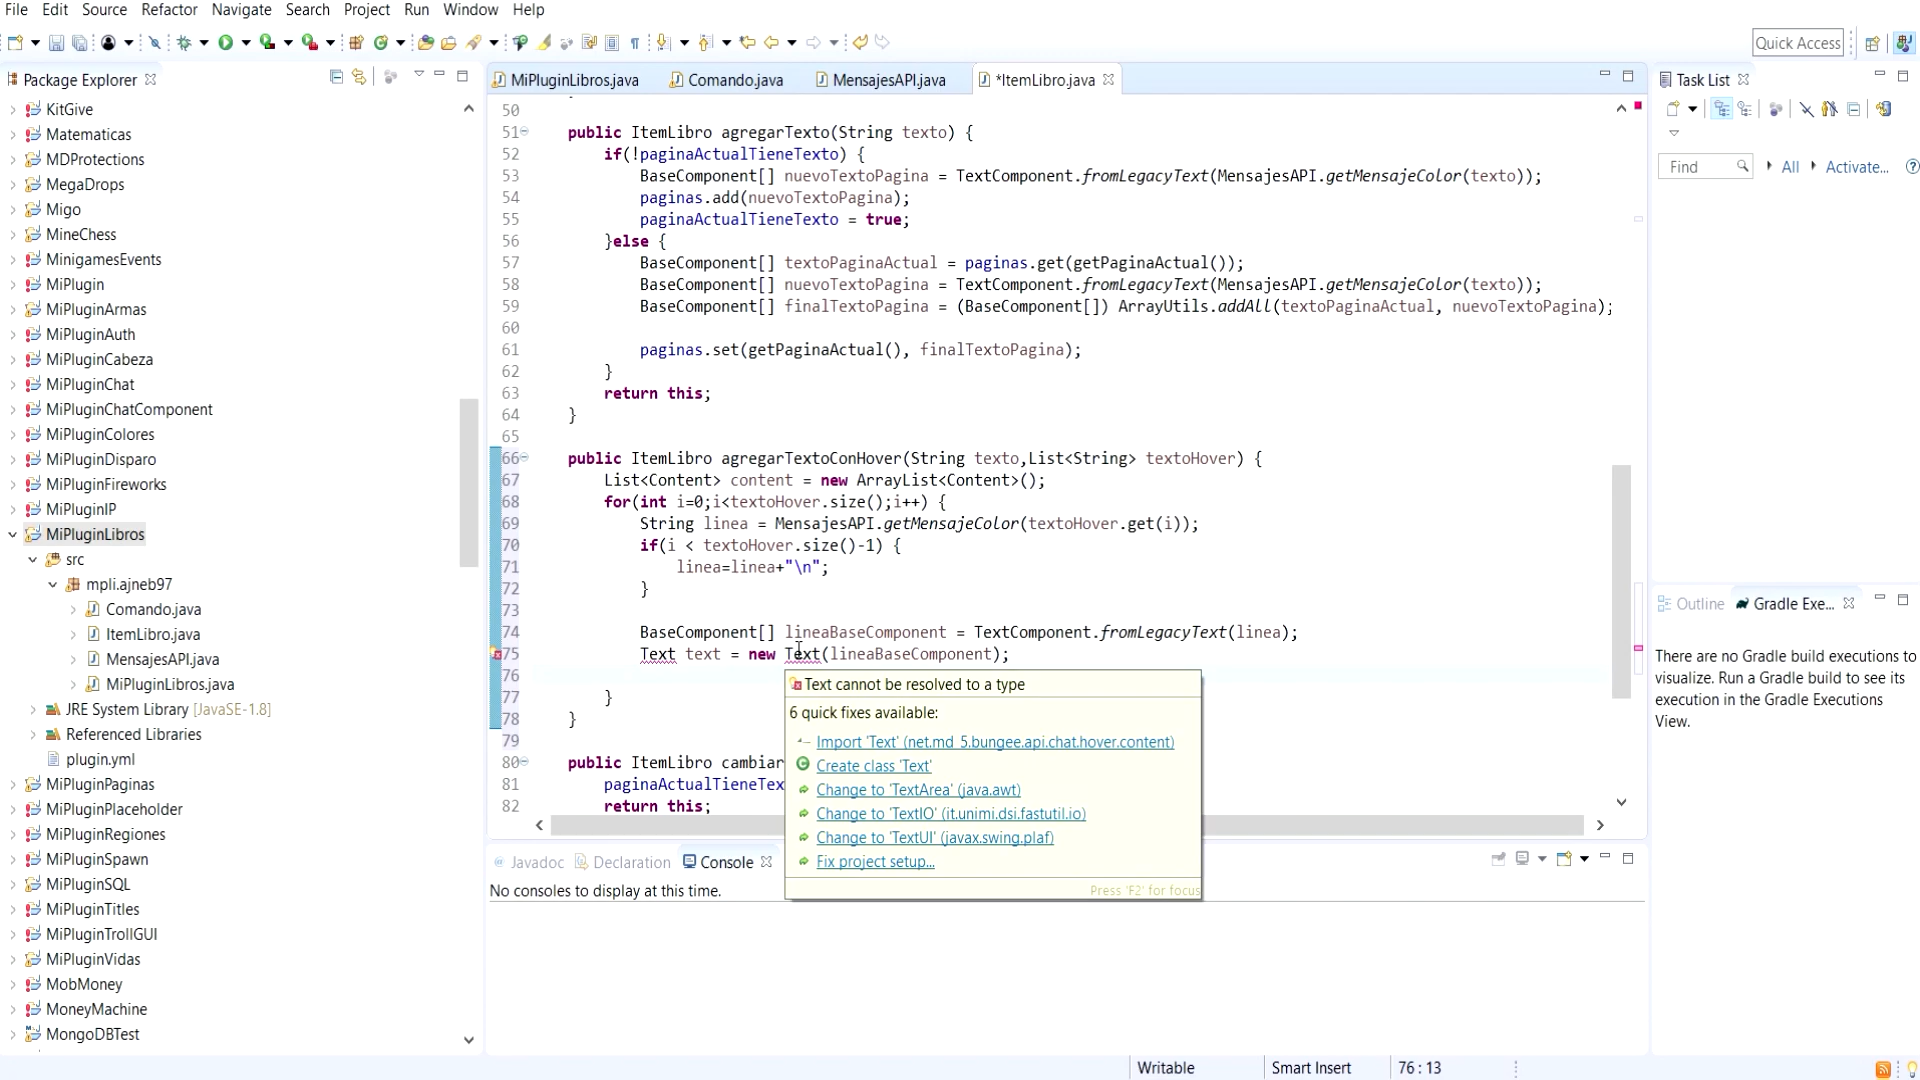 File Edit Source Refactor Navigate Search Project Run Window Help
Quick Access
Package Explorer
KitGive
Matematicas
MDProtections
MegaDrops
Migo
MineChess
MinigamesEvents
MiPlugin
MiPluginArmas
MiPluginAuth
MiPluginCabeza
MiPluginChat
MiPluginChatComponent
MiPluginColores
MiPluginDisparo
MiPluginFireworks
MiPluginIP
MiPluginLibros
src
mpli.ajneb97
Comando.java
ItemLibro.java
MensajesAPI.java
MiPluginLibros.java
JRE System Library [JavaSE-1.8]
Referenced Libraries
plugin.yml
MiPluginPaginas
MiPluginPlaceholder
MiPluginRegiones
MiPluginSpawn
MiPluginSQL
MiPluginTitles
MiPluginTrollGUI
MiPluginVidas
MobMoney
MoneyMachine
MongoDBTest
MiPluginLibros.java Comando.java MensajesAPI.java *ItemLibro.java
50
51 public ItemLibro agregarTexto(String texto) {
52 if(!paginaActualTieneTexto) {
53 BaseComponent[] nuevoTextoPagina = TextComponent.fromLegacyText(MensajesAPI.getMensajeColor(texto));
54 paginas.add(nuevoTextoPagina);
55 paginaActualTieneTexto = true;
56 }else {
57 BaseComponent[] textoPaginaActual = paginas.get(getPaginaActual());
58 BaseComponent[] nuevoTextoPagina = TextComponent.fromLegacyText(MensajesAPI.getMensajeColor(texto));
59 BaseComponent[] finalTextoPagina = (BaseComponent[]) ArrayUtils.addAll(textoPaginaActual, nuevoTextoPagina);
60
61 paginas.set(getPaginaActual(), finalTextoPagina);
62 }
63 return this;
64 }
65
66 public ItemLibro agregarTextoConHover(String texto,List<String> textoHover) {
67 List<Content> content = new ArrayList<Content>();
68 for(int i=0;i<textoHover.size();i++) {
69 String linea = MensajesAPI.getMensajeColor(textoHover.get(i));
70 if(i < textoHover.size()-1) {
71 linea=linea+"\n";
72 }
73
74 BaseComponent[] lineaBaseComponent = TextComponent.fromLegacyText(linea);
75 Text text = new Text(lineaBaseComponent);
76
77 }
78 }
79
80 public ItemLibro cambiar
81 paginaActualTieneTex
82 return this;
Text cannot be resolved to a type
6 quick fixes available:
Import 'Text' (net.md_5.bungee.api.chat.hover.content)
Create class 'Text'
Change to 'TextArea' (java.awt)
Change to 'TextIO' (it.unimi.dsi.fastutil.io)
Change to 'TextUI' (javax.swing.plaf)
Fix project setup...
Press 'F2' for focus
Javadoc Declaration Console
No consoles to display at this time.
Task List
Find All Activate...
Outline Gradle Exe...
There are no Gradle build executions to
visualize. Run a Gradle build to see its
execution in the Gradle Executions
View.
Writable Smart Insert 76 : 13